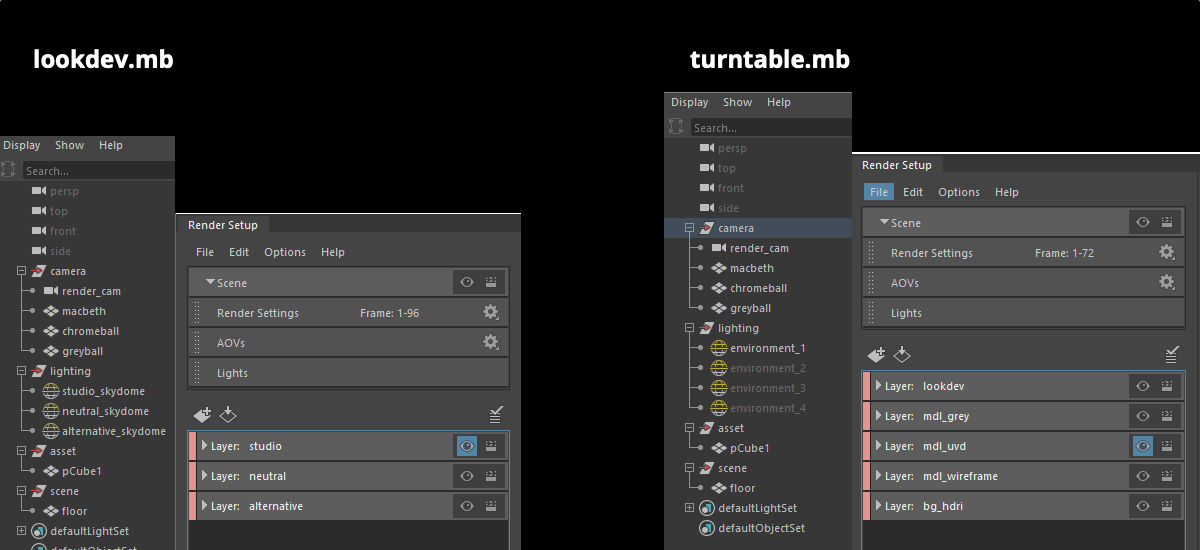 lookdev.mb
Display Show Help
Search...
persp
top
front
side
camera
render_cam
macbeth
chromeball
greyball
lighting
studio_skydome
neutral_skydome
alternative_skydome
asset
pCube1
scene
floor
defaultLightSet
defaultObjectSet
Render Setup
File Edit Options Help
Scene
Render Settings Frame: 1-96
AOVs
Lights
Layer: studio
Layer: neutral
Layer: alternative
turntable.mb
Display Show Help
Search...
persp
top
front
side
camera
render_cam
macbeth
chromeball
greyball
lighting
environment_1
environment_2
environment_3
environment_4
asset
pCube1
scene
floor
defaultLightSet
defaultObjectSet
Render Setup
File Edit Options Help
Scene
Render Settings Frame: 1-72
AOVs
Lights
Layer: lookdev
Layer: mdl_grey
Layer: mdl_uvd
Layer: mdl_wireframe
Layer: bg_hdri